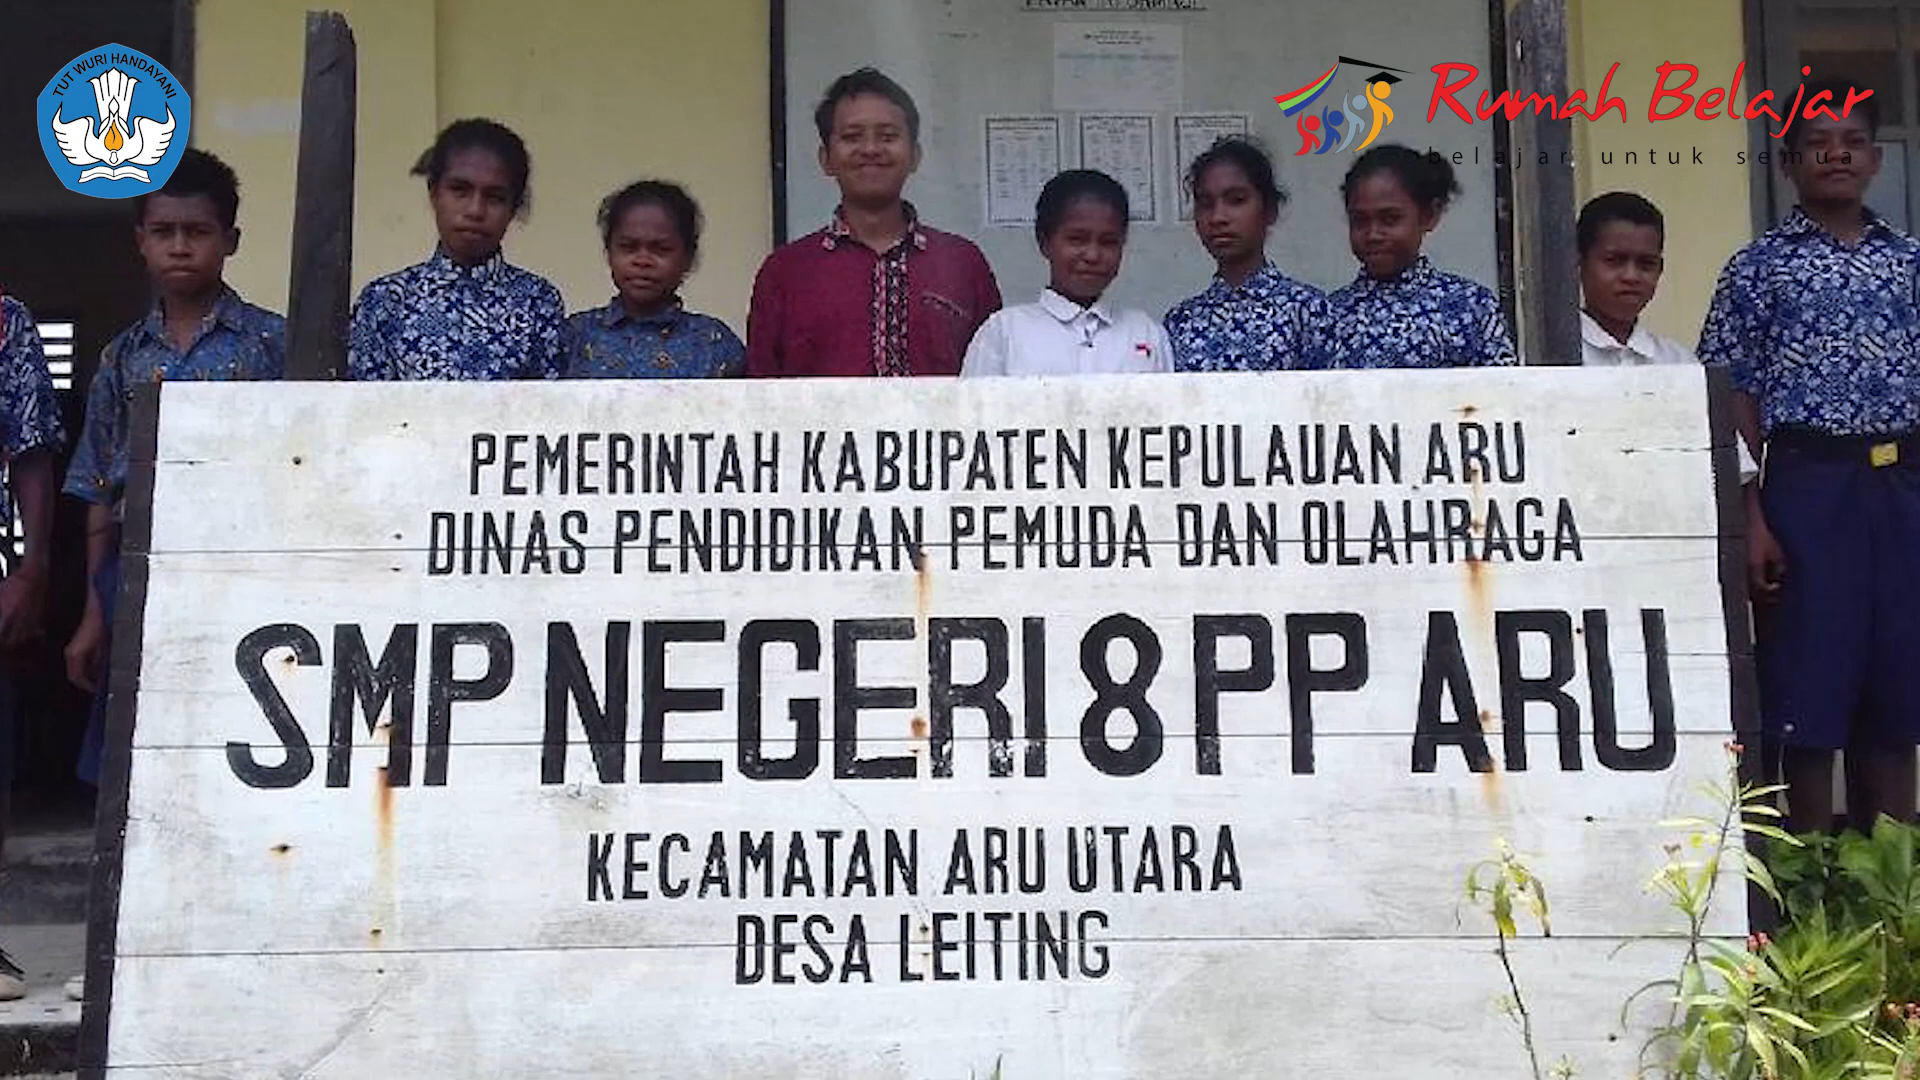 TUT WURI HANDAYANI
Rumah Belajar
belajar untuk semua
PEMERINTAH KABUPATEN KEPULAUAN ARU
DINAS PENDIDIKAN PEMUDA DAN OLAHRAGA
SMP NEGERI 8 PP ARU
KECAMATAN ARU UTARA
DESA LEITING